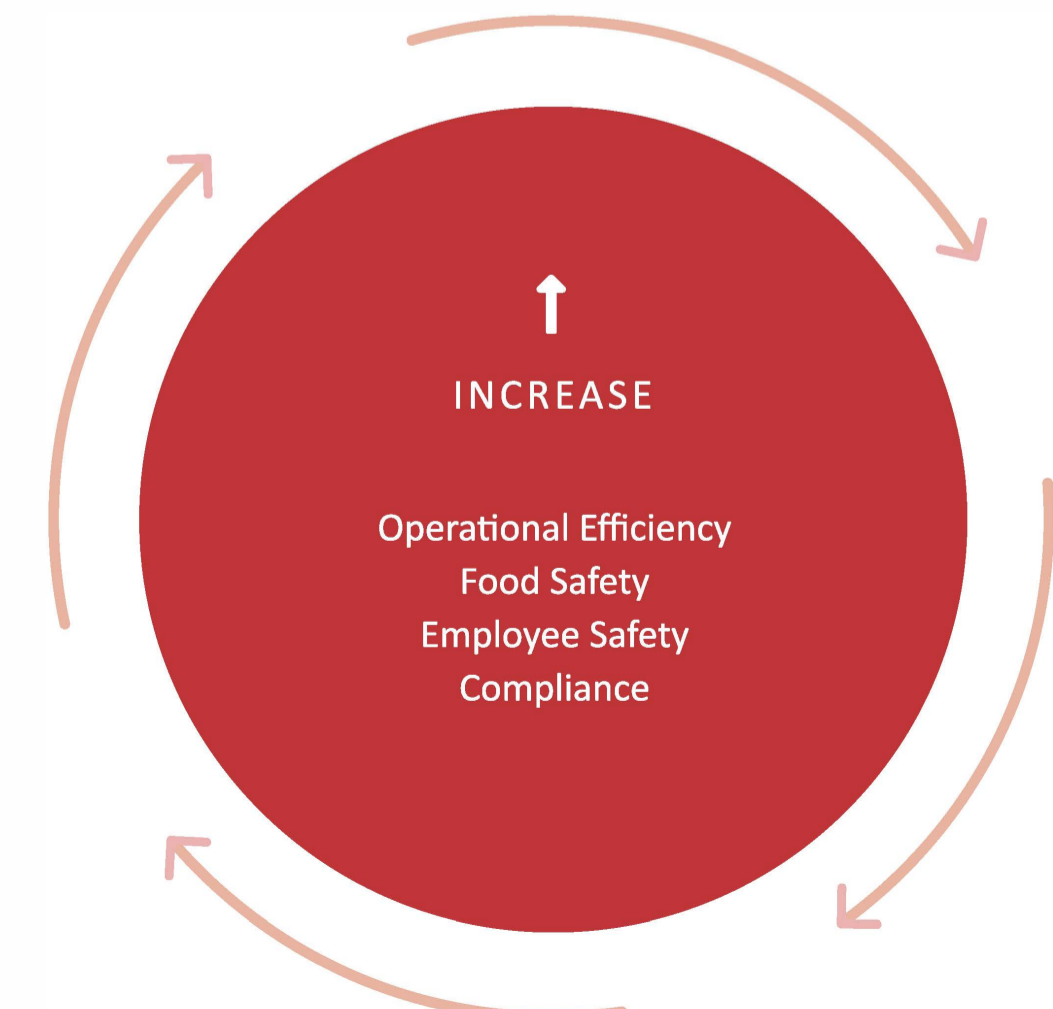 INCREASE
Operational Efficiency
Food Safety
Employee Safety
Compliance